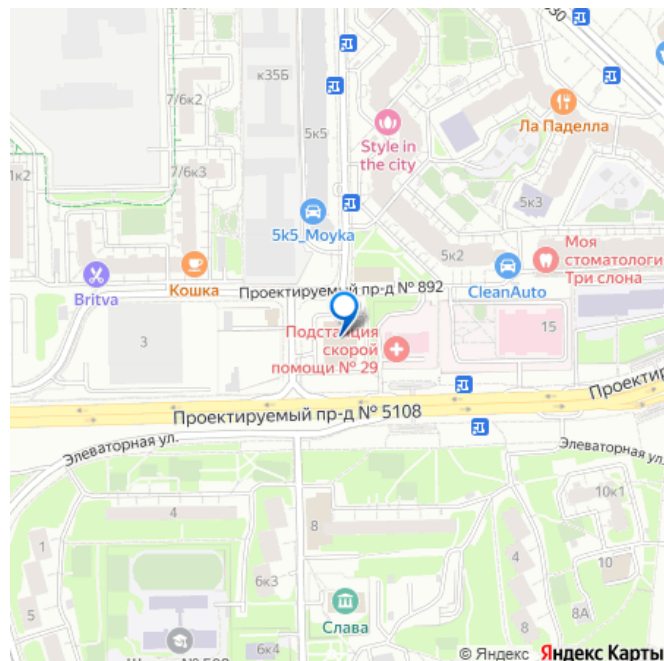 к35Б
7/6к2
5к5
Style in
the city
Ла Паделла
1к2
7/6к3
5к3
5к5_Moyka
5к2
Моя
стоматологи
Три слона
Britva
Кошка
Проектируемый пр-д № 892
CleanAuto
3
Подстанция
скорой
помощи № 29
15
Проектир
Проектируемый пр-д № 5108
Элеваторная ул.
Элеваторная ул.
4
8
10к1
1
4
10
6к3
5
Слава
8
8А
6к4
© Яндекс Яндекс Карты